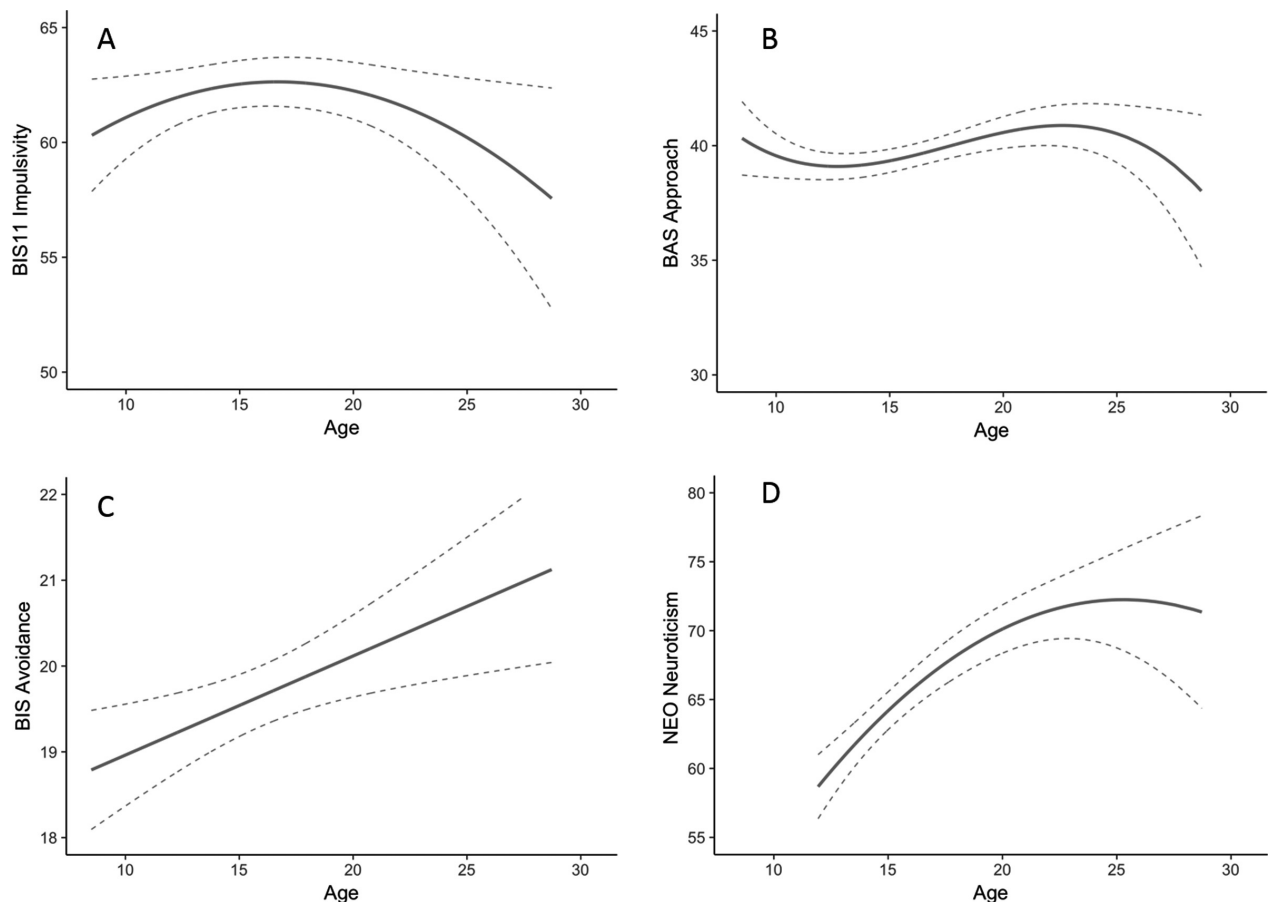 A
65
60
55
50
BIS11 Impulsivity
10 15 20 25 30
Age
B
45
40
35
30
BAS Approach
10 15 20 25 30
Age
C
22
21
20
19
18
BIS Avoidance
10 15 20 25 30
Age
D
80
75
70
65
60
55
NEO Neuroticism
10 15 20 25 30
Age